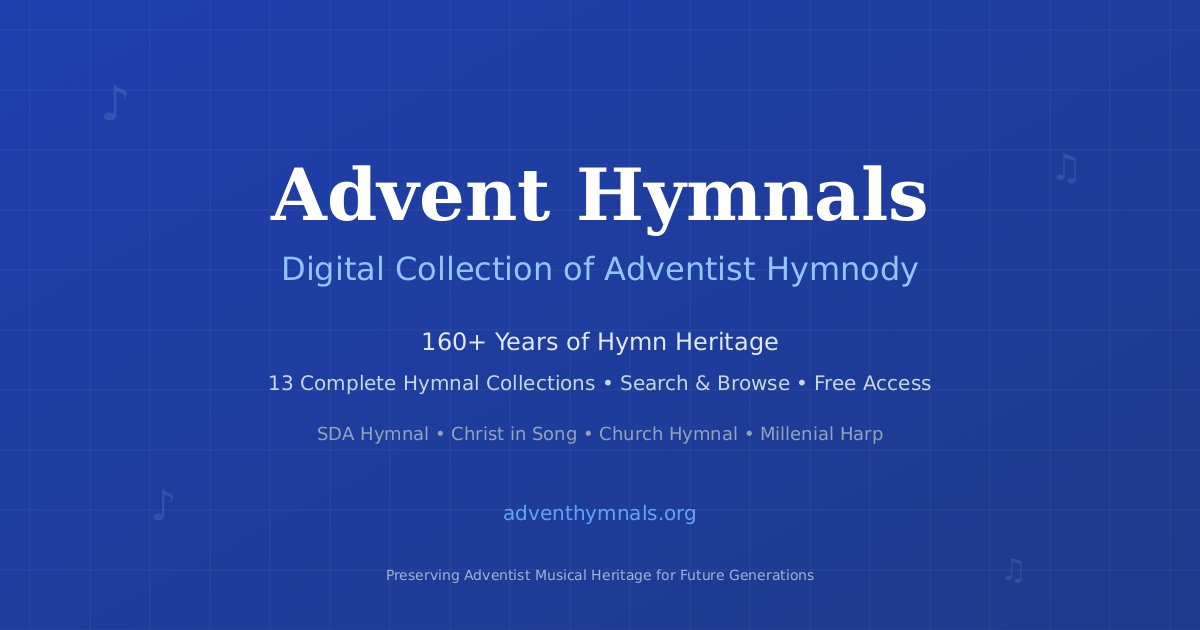 Advent Hymnals
Digital Collection of Adventist Hymnody
160+ Years of Hymn Heritage
13 Complete Hymnal Collections • Search & Browse • Free Access
SDA Hymnal • Christ in Song • Church Hymnal • Millenial Harp
adventhymnals.org
Preserving Adventist Musical Heritage for Future Generations